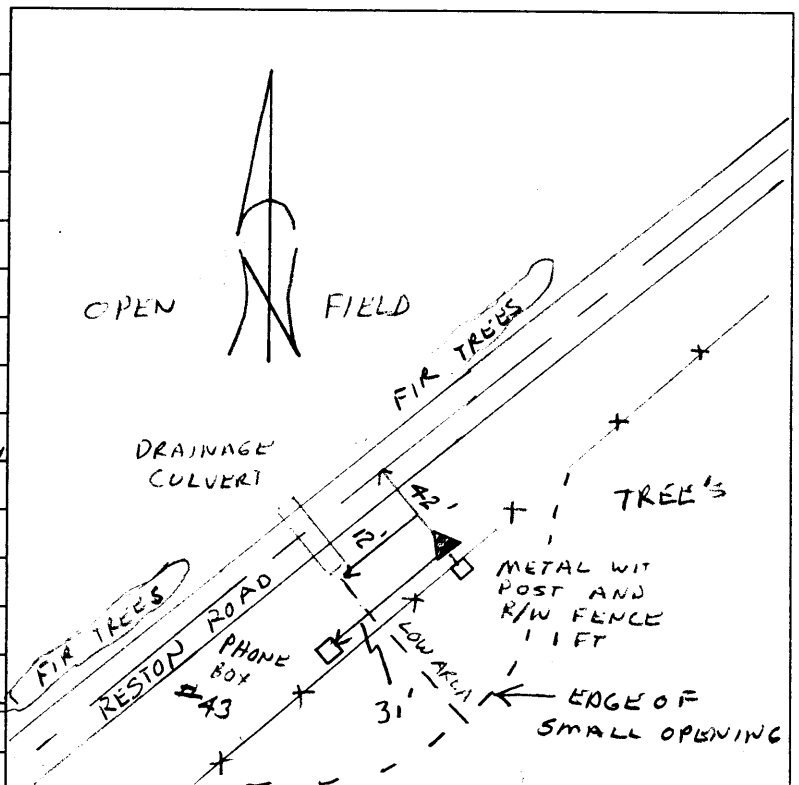 N
OPEN FIELD
FIR TREES
DRAINAGE
CULVERT
42'
12'
TREE'S
METAL WIT
POST AND
R/W FENCE
1 FT
FIR TREES
RESTON ROAD
PHONE
BOX
#43
LOW AREA
31'
EDGE OF
SMALL OPENING